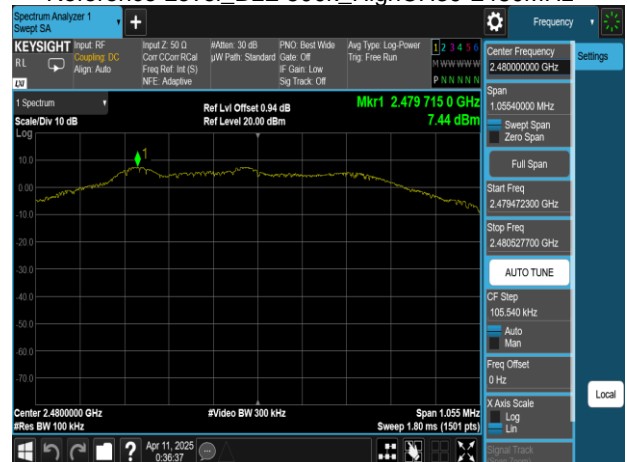 Spectrum Analyzer 1
Swept SA
Frequency
KEYSIGHT
RL
LXI
Input: RF
Coupling: DC
Align: Auto
Input Z: 50 Ω
Corr CCorr RCal
Freq Ref: Int (S)
NFE: Adaptive
#Atten: 30 dB
µW Path: Standard
PNO: Best Wide
Gate: Off
IF Gain: Low
Sig Track: Off
Avg Type: Log-Power
Trig: Free Run
1 2 3 4 5 6
M W W W W W
P N N N N N
1 Spectrum
Scale/Div 10 dB
Log
Ref Lvl Offset 0.94 dB
Ref Level 20.00 dBm
Mkr1 2.479 715 0 GHz
7.44 dBm
1
10.0
0.00
-10.0
-20.0
-30.0
-40.0
-50.0
-60.0
-70.0
Center 2.4800000 GHz
#Res BW 100 kHz
#Video BW 300 kHz
Span 1.055 MHz
Sweep 1.80 ms (1501 pts)
Apr 11, 2025
0:36:37
Center Frequency
2.480000000 GHz
Settings
Span
1.05540000 MHz
Swept Span
Zero Span
Full Span
Start Freq
2.479472300 GHz
Stop Freq
2.480527700 GHz
AUTO TUNE
CF Step
105.540 kHz
Auto
Man
Freq Offset
0 Hz
X Axis Scale
Log
Lin
Local
Signal Track
(Span Zoom)